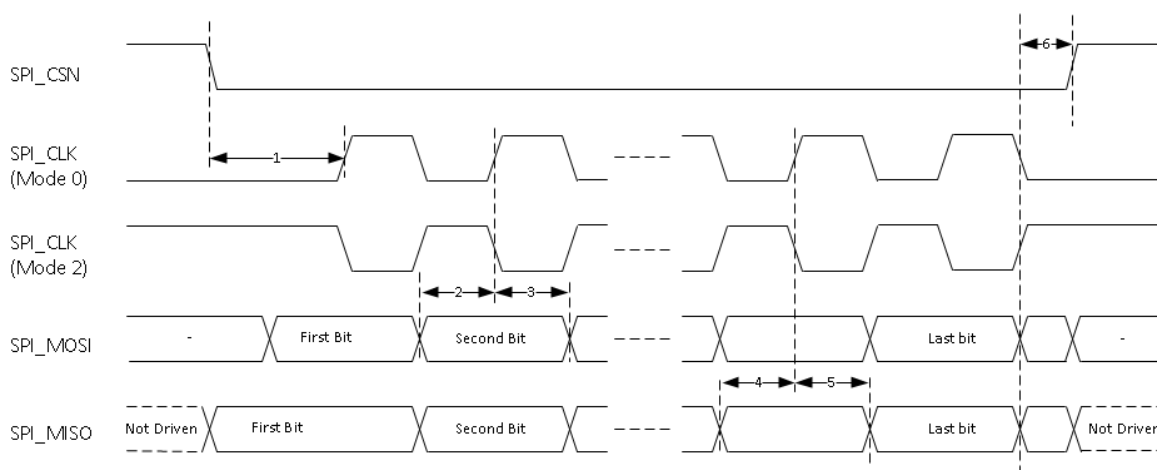 SPI_CSN
6
SPI_CLK
(Mode 0)
1
SPI_CLK
(Mode 2)
2
3
SPI_MOSI
-
First Bit
Second Bit
Last bit
-
4
5
SPI_MISO
Not Driven
First Bit
Second Bit
Last bit
Not Driven